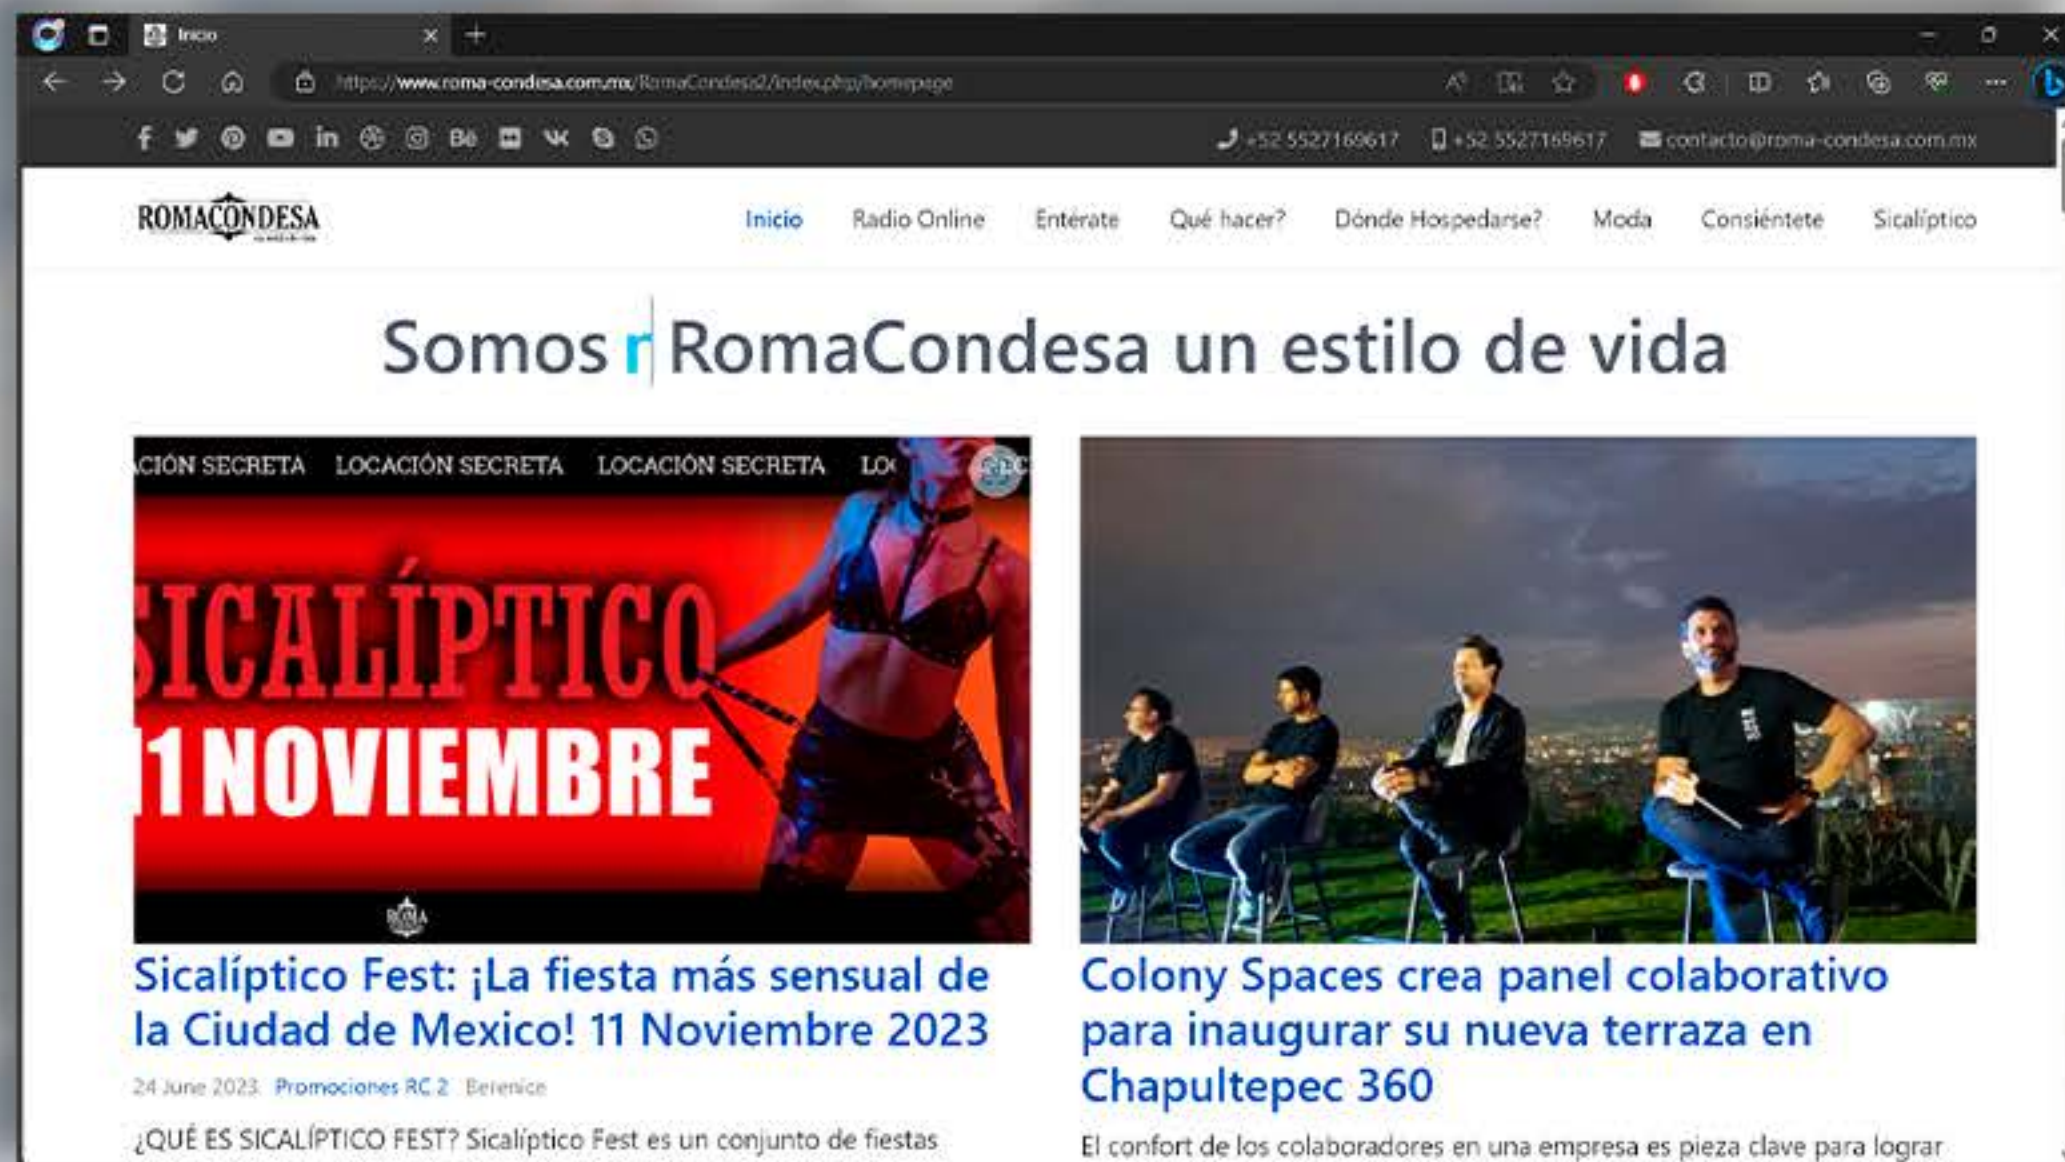 Inicio
https://www.roma-condesa.com.mx/RomaCondesa2/index.php/homepage
+52 5527169617
+52 5527169617
contacto@roma-condesa.com.mx
ROMACONDESA
Inicio
Radio Online
Entérate
Qué hacer?
Dónde Hospedarse?
Moda
Consiéntete
Sicalíptico
Somos r RomaCondesa un estilo de vida
ACIÓN SECRETA LOCACIÓN SECRETA LOCACIÓN SECRETA LO
SICALÍPTICO
11 NOVIEMBRE
ROMA
Sicalíptico Fest: ¡La fiesta más sensual de
la Ciudad de Mexico! 11 Noviembre 2023
24 June 2023 Promociones RC 2 Berenice
¿QUÉ ES SICALÍPTICO FEST? Sicalíptico Fest es un conjunto de fiestas
Colony Spaces crea panel colaborativo
para inaugurar su nueva terraza en
Chapultepec 360
El confort de los colaboradores en una empresa es pieza clave para lograr